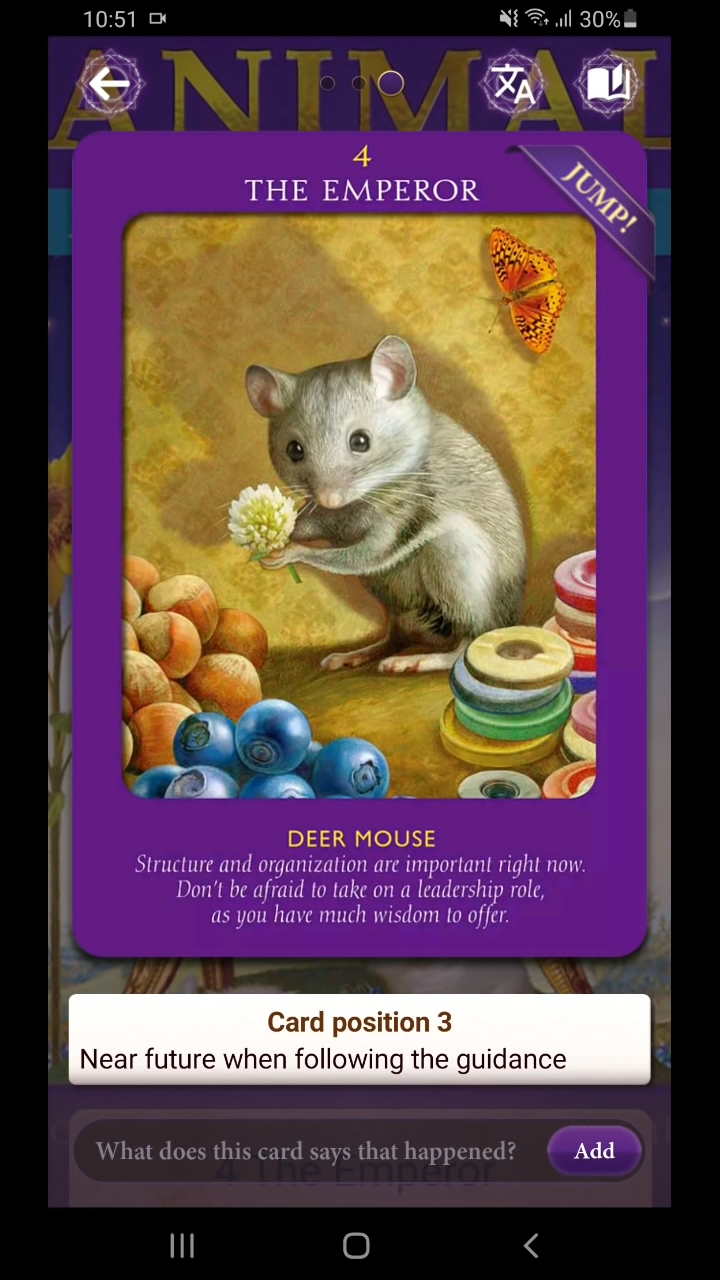 10:51 30%
ANIMAL
4
THE EMPEROR
JUMP!
DEER MOUSE
Structure and organization are important right now.
Don't be afraid to take on a leadership role,
as you have much wisdom to offer.
Card position 3
Near future when following the guidance
What does this card says that happened? Add
4 The Emperor